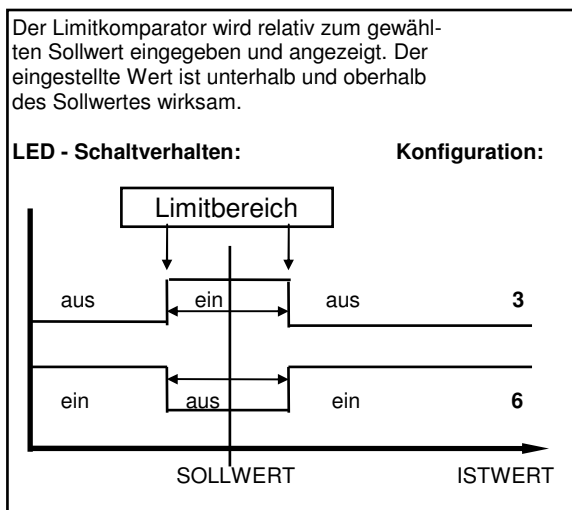 Der Limitkomparator wird relativ zum gewähl-
ten Sollwert eingegeben und angezeigt. Der
eingestellte Wert ist unterhalb und oberhalb
des Sollwertes wirksam.
LED - Schaltverhalten: Konfiguration:
Limitbereich
aus ein aus 3
ein aus ein 6
SOLLWERT ISTWERT